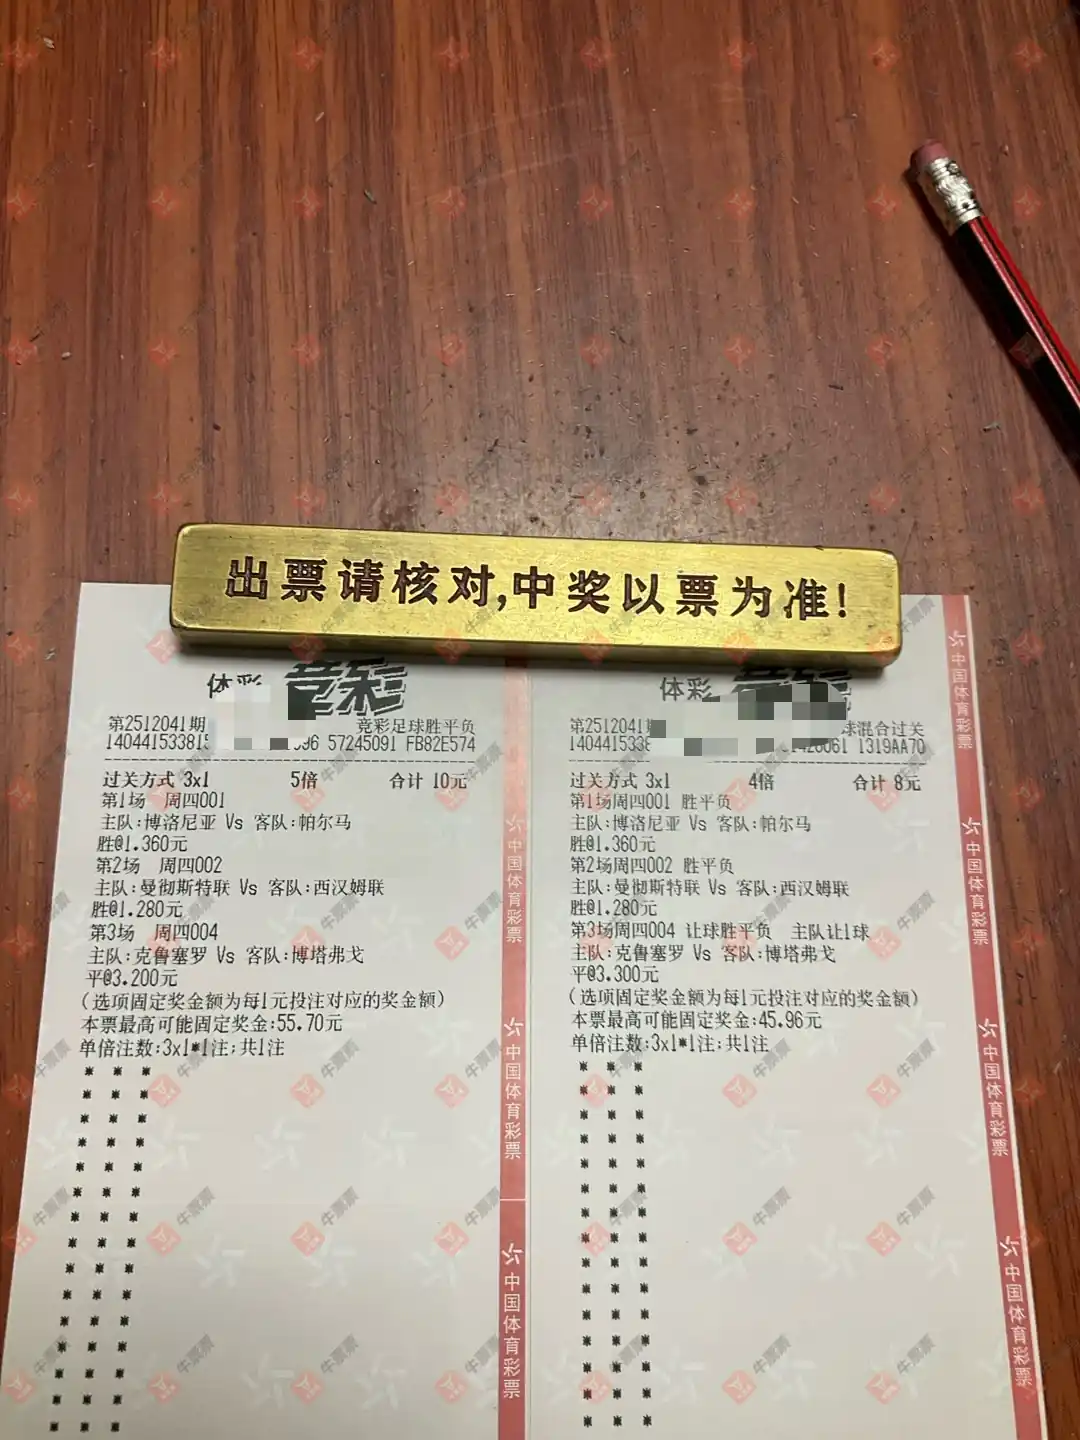 出票请核对,中奖以票为准!
体彩 竞彩
第2512041期
竞彩足球胜平负
57245091 FB82E574
过关方式 3x1 5倍 合计 10元
第1场 周四001
主队:博洛尼亚 Vs 客队:帕尔马
胜@1.360元
第2场 周四002
主队:曼彻斯特联 Vs 客队:西汉姆联
胜@1.280元
第3场 周四004
主队:克鲁塞罗 Vs 客队:博塔弗戈
平@3.200元
(选项固定奖金额为每1元投注对应的奖金额)
本票最高可能固定奖金:55.70元
单倍注数:3x1*1注;共1注
体彩
第2512041期
球混合过关
1319AA70
过关方式 3x1 4倍 合计 8元
第1场周四001 胜平负
主队:博洛尼亚 Vs 客队:帕尔马
胜@1.360元
第2场周四002 胜平负
主队:曼彻斯特联 Vs 客队:西汉姆联
胜@1.280元
第3场周四004 让球胜平负 主队让1球
主队:克鲁塞罗 Vs 客队:博塔弗戈
平@3.300元
(选项固定奖金额为每1元投注对应的奖金额)
本票最高可能固定奖金:45.96元
单倍注数:3x1*1注;共1注
中国体育彩票
中国体育彩票
中国体育彩票
中国体育彩票
中国体育彩票
中国体育彩票
中国体育彩票
牛票票